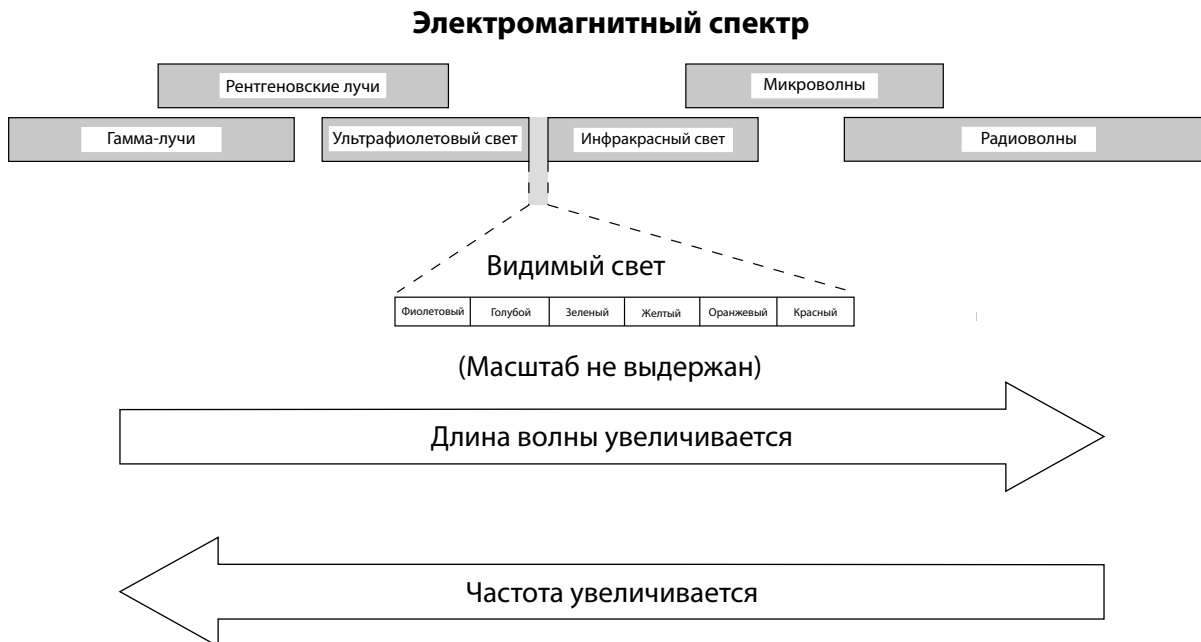 Электромагнитный спектр
Рентгеновские лучи
Микроволны
Гамма-лучи
Ультрафиолетовый свет
Инфракрасный свет
Радиоволны
Видимый свет
Фиолетовый
Голубой
Зеленый
Желтый
Оранжевый
Красный
(Масштаб не выдержан)
Длина волны увеличивается
Частота увеличивается